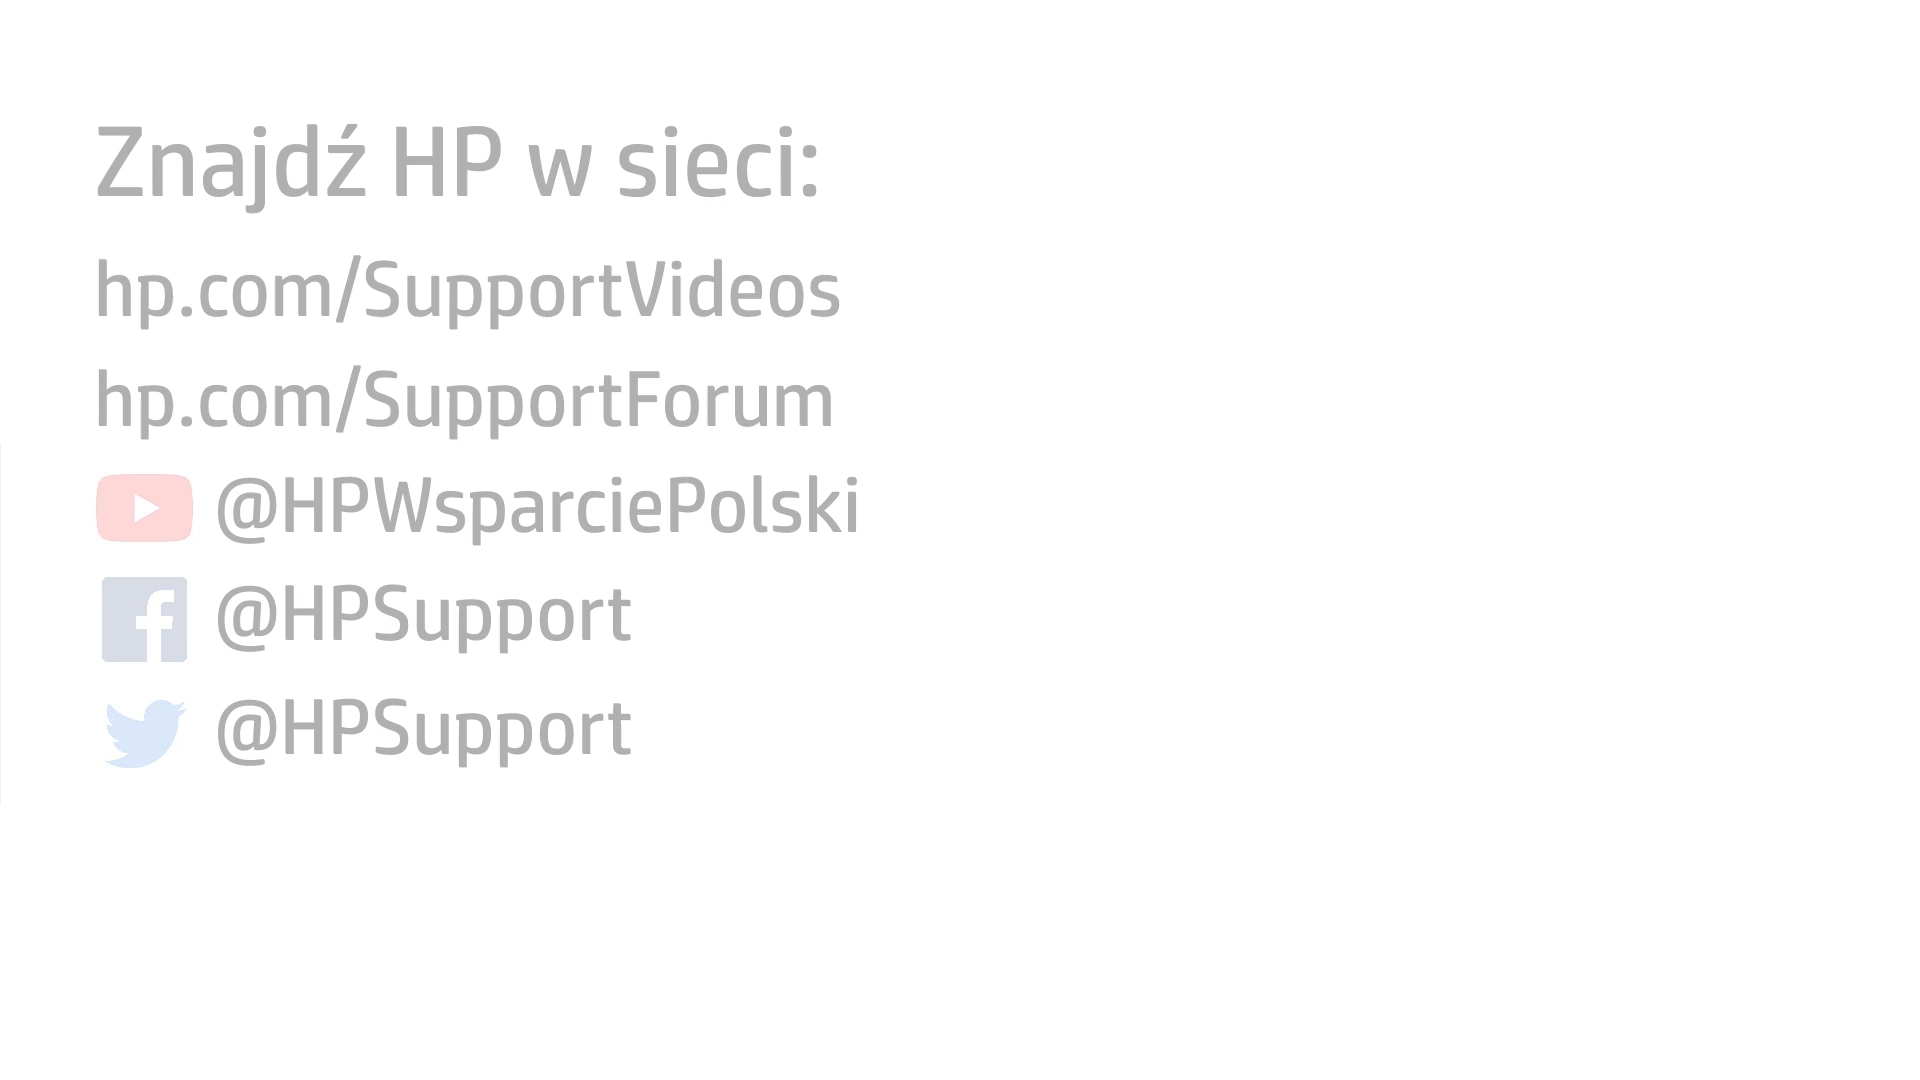 Znajdź HP w sieci:
hp.com/SupportVideos
hp.com/SupportForum
@HPWsparciePolski
@HPSupport
@HPSupport